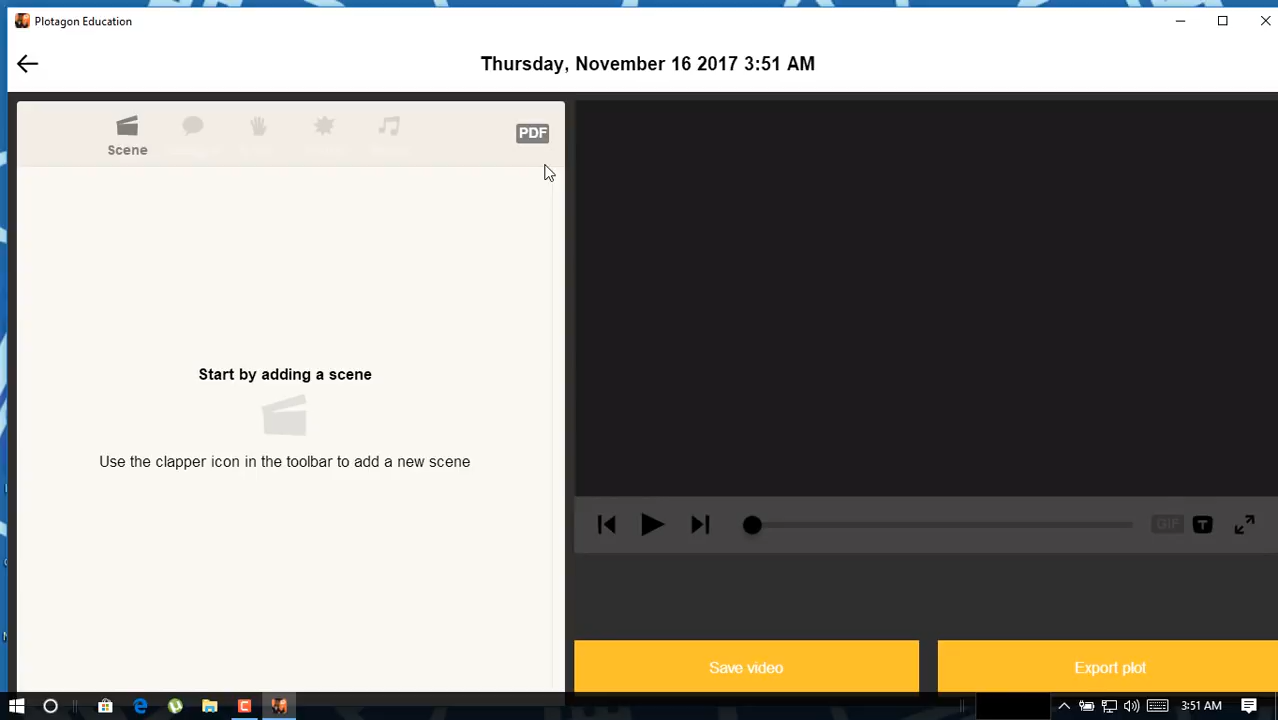 Plotagon Education
Thursday, November 16 2017 3:51 AM
Scene
PDF
Start by adding a scene
Use the clapper icon in the toolbar to add a new scene
GIF
T
Save video
Export plot
3:51 AM